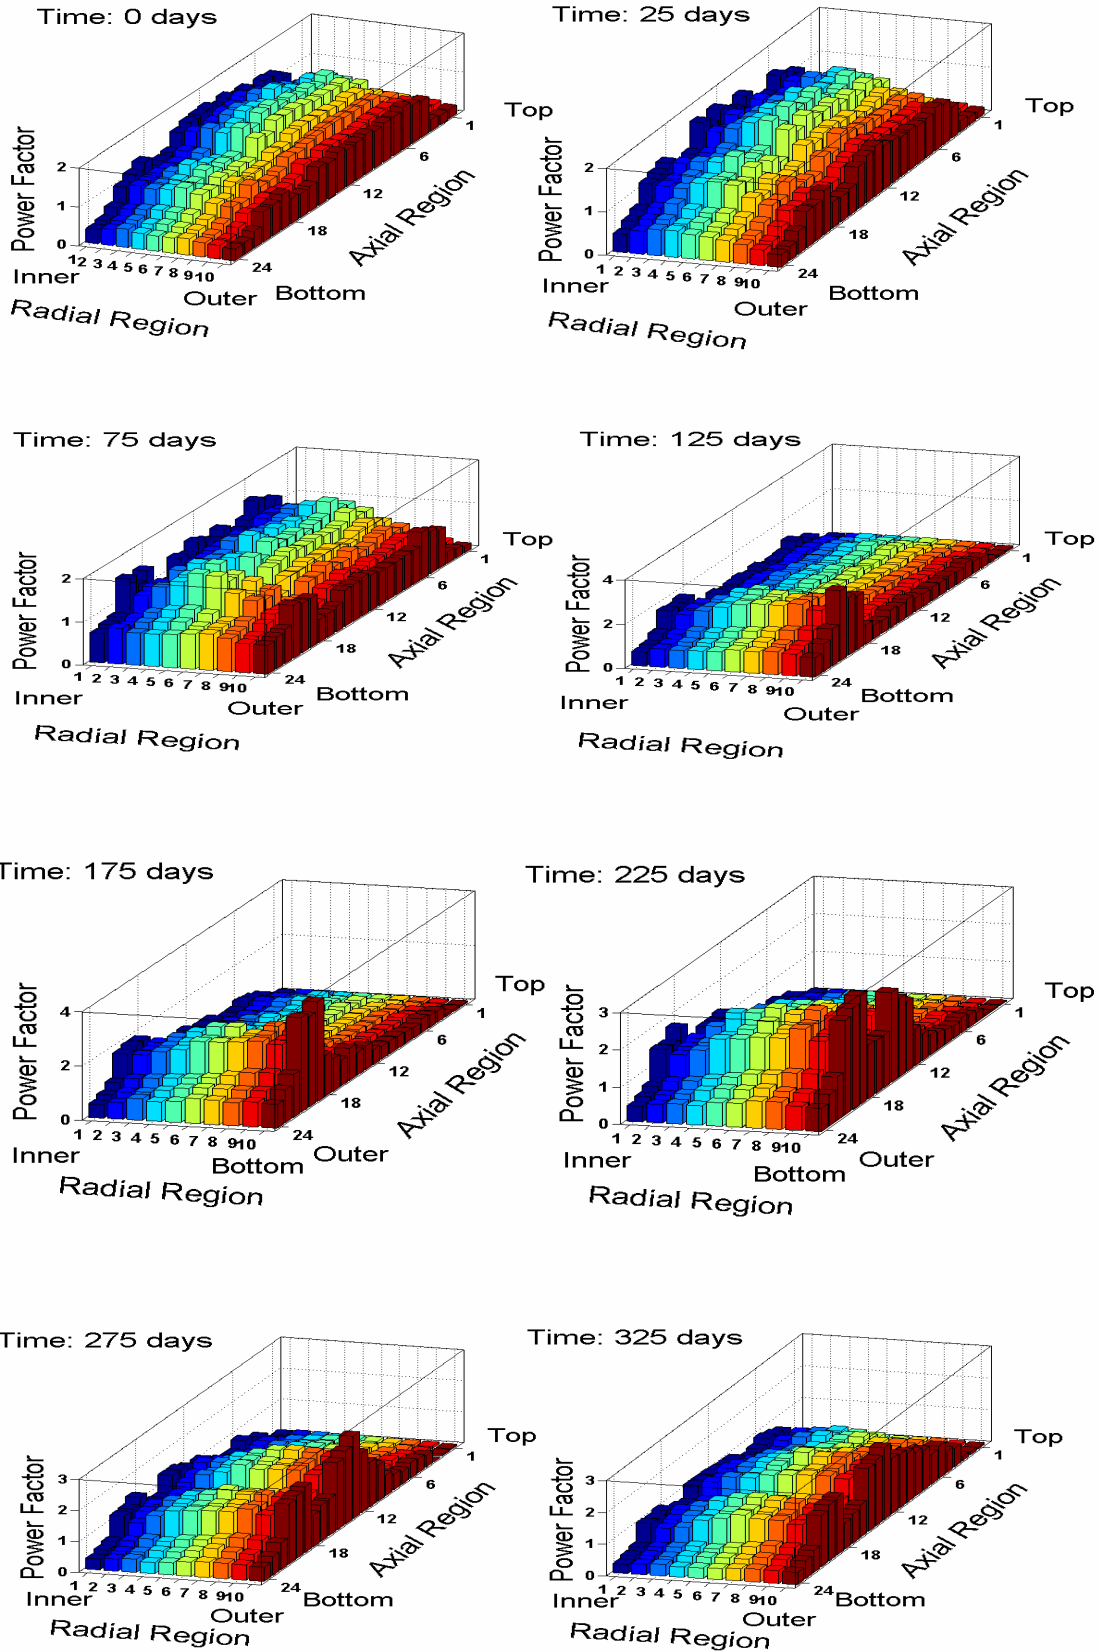 Time: 0 days
Power Factor
2
1
0
1 2 3 4 5 6 7 8 9 10
Inner
Outer
Radial Region
Top
1
6
12
18
24
Axial Region
Bottom
Time: 25 days
Power Factor
2
1
0
1 2 3 4 5 6 7 8 9 10
Inner
Outer
Radial Region
Top
1
6
12
18
24
Axial Region
Bottom
Time: 75 days
Power Factor
2
1
0
1 2 3 4 5 6 7 8 9 10
Inner
Outer
Radial Region
Top
1
6
12
18
24
Axial Region
Bottom
Time: 125 days
Power Factor
4
2
0
1 2 3 4 5 6 7 8 9 10
Inner
Outer
Radial Region
Top
1
6
12
18
24
Axial Region
Bottom
Time: 175 days
Power Factor
4
2
0
1 2 3 4 5 6 7 8 9 10
Inner
Bottom
Outer
Radial Region
Top
1
6
12
18
24
Axial Region
Time: 225 days
Power Factor
3
2
1
0
1 2 3 4 5 6 7 8 9 10
Inner
Bottom
Outer
Radial Region
Top
1
6
12
18
24
Axial Region
Time: 275 days
Power Factor
3
2
1
0
1 2 3 4 5 6 7 8 9 10
Inner
Outer
Radial Region
Top
1
6
12
18
24
Axial Region
Bottom
Time: 325 days
Power Factor
3
2
1
0
1 2 3 4 5 6 7 8 9 10
Inner
Outer
Radial Region
Top
1
6
12
18
24
Axial Region
Bottom